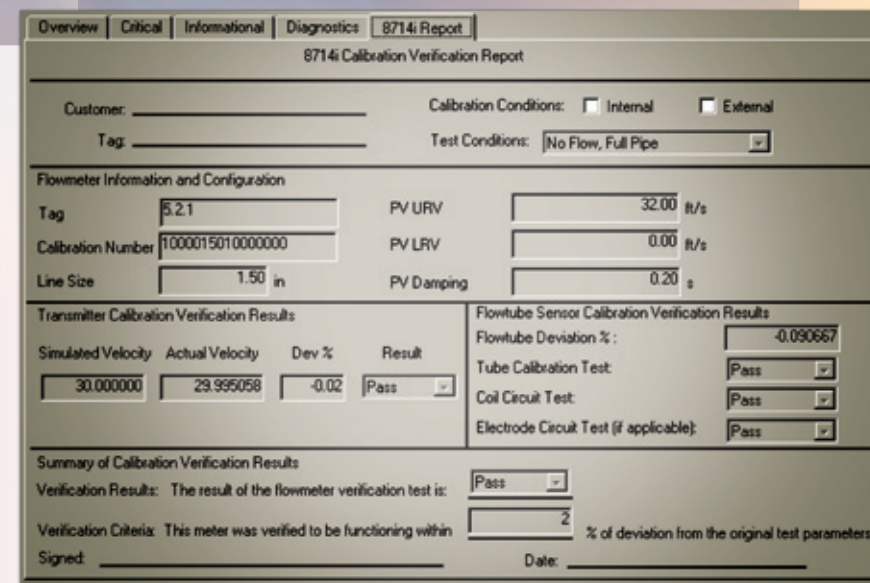 Overview Critical Informational Diagnostics 8714i Report
8714i Calibration Verification Report
Customer: Calibration Conditions: Internal External
Tag: Test Conditions: No Flow, Full Pipe
Flowmeter Information and Configuration
Tag 5.2.1 PV URV 32.00 ft/s
Calibration Number 1000015010000000 PV LRV 0.00 ft/s
Line Size 1.50 in PV Damping 0.20 s
Transmitter Calibration Verification Results
Simulated Velocity Actual Velocity Dev % Result
30.000000 29.995058 -0.02 Pass
Flowtube Sensor Calibration Verification Results
Flowtube Deviation %: -0.090667
Tube Calibration Test: Pass
Coil Circuit Test: Pass
Electrode Circuit Test (if applicable): Pass
Summary of Calibration Verification Results
Verification Results: The result of the flowmeter verification test is: Pass
Verification Criteria: This meter was verified to be functioning within 2 % of deviation from the original test parameters
Signed: Date: